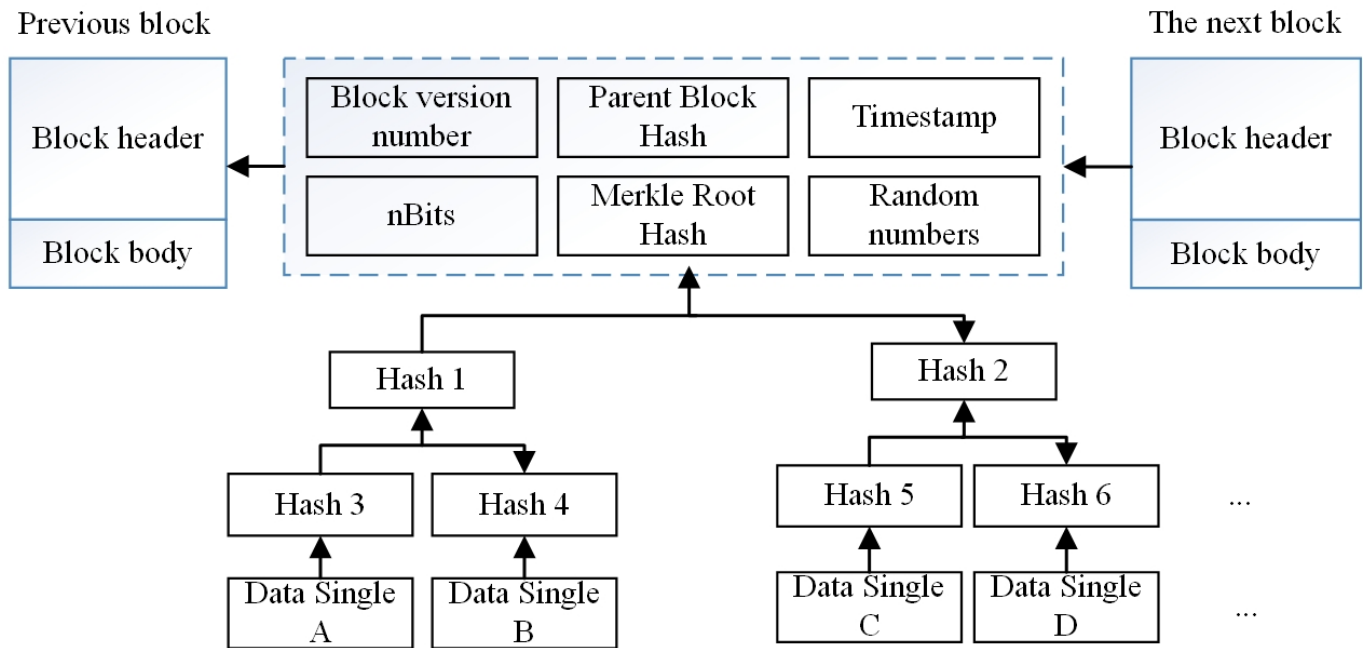 Previous block
The next block
Block header
Block body
Block version
number
Parent Block
Hash
Timestamp
nBits
Merkle Root
Hash
Random
numbers
Block header
Block body
Hash 1
Hash 2
Hash 3
Hash 4
Hash 5
Hash 6
...
Data Single
A
Data Single
B
Data Single
C
Data Single
D
...